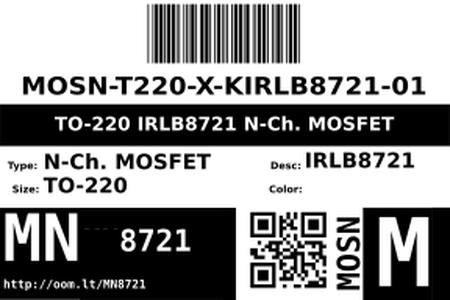 MOSN-T220-X-KIRLB8721-01
TO-220 IRLB8721 N-Ch. MOSFET
Type: N-Ch. MOSFET
Desc: IRLB8721
Size: TO-220
Color:
MN 8721
MOSN
M
http://oom.lt/MN8721